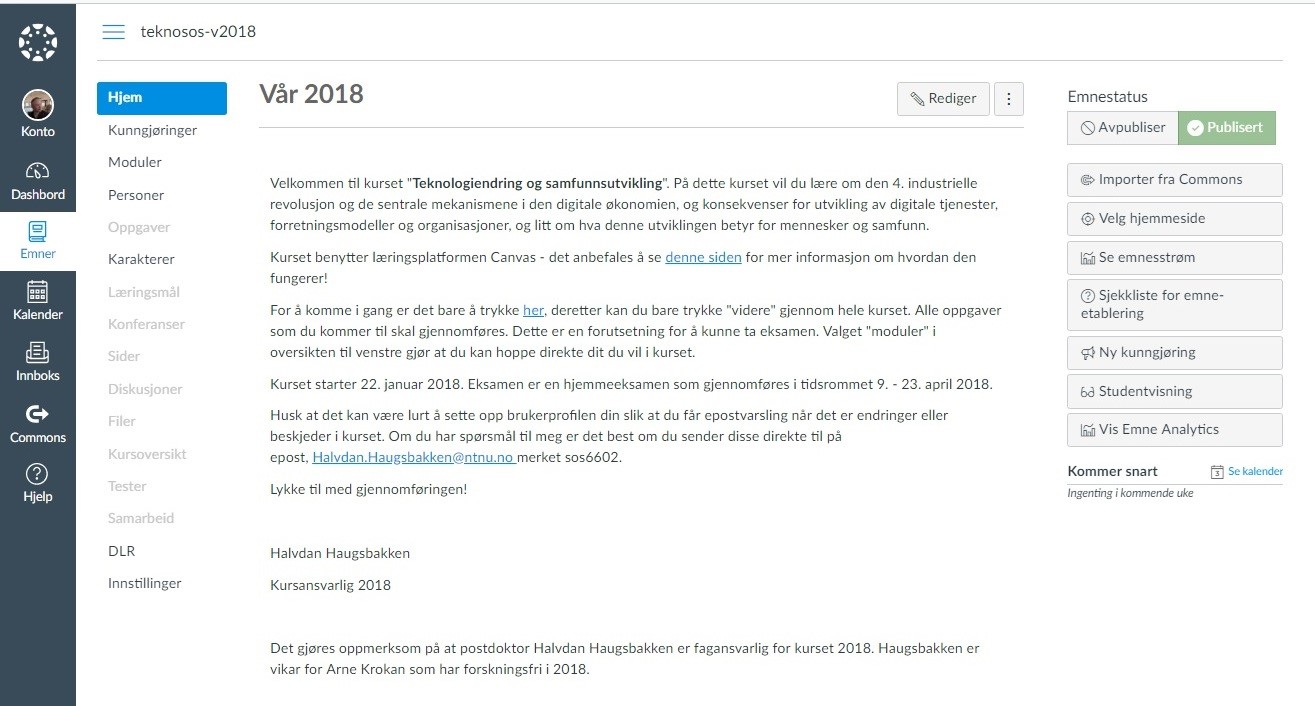 teknosos-v2018
Konto
Dashbord
Emner
Kalender
Innboks
Commons
Hjelp
Hjem
Kunngjøringer
Moduler
Personer
Oppgaver
Karakterer
Læringsmål
Konferanser
Sider
Diskusjoner
Filer
Kursoversikt
Tester
Samarbeid
DLR
Innstillinger
Vår 2018
Rediger
Velkommen til kurset "Teknologiendring og samfunnsutvikling". På dette kurset vil du lære om den 4. industrielle
revolusjon og de sentrale mekanismene i den digitale økonomien, og konsekvenser for utvikling av digitale tjenester,
forretningsmodeller og organisasjoner, og litt om hva denne utviklingen betyr for mennesker og samfunn.
Kurset benytter læringsplatformen Canvas - det anbefales å se denne siden for mer informasjon om hvordan den
fungerer!
For å komme i gang er det bare å trykke her, deretter kan du bare trykke "videre" gjennom hele kurset. Alle oppgaver
som du kommer til skal gjennomføres. Dette er en forutsetning for å kunne ta eksamen. Valget "moduler" i
oversikten til venstre gjør at du kan hoppe direkte dit du vil i kurset.
Kurset starter 22. januar 2018. Eksamen er en hjemmeeksamen som gjennomføres i tidsrommet 9. - 23. april 2018.
Husk at det kan være lurt å sette opp brukerprofilen din slik at du får epostvarsling når det er endringer eller
beskjeder i kurset. Om du har spørsmål til meg er det best om du sender disse direkte til på
epost, Halvdan.Haugsbakken@ntnu.no merket sos6602.
Lykke til med gjennomføringen!
Halvdan Haugsbakken
Kursansvarlig 2018
Det gjøres oppmerksom på at postdoktor Halvdan Haugsbakken er fagansvarlig for kurset 2018. Haugsbakken er
vikar for Arne Krokan som har forskningsfri i 2018.
Emnestatus
Avpubliser
Publisert
Importer fra Commons
Velg hjemmeside
Se emnesstrøm
Sjekkliste for emne-
etablering
Ny kunngjøring
Studentvisning
Vis Emne Analytics
Kommer snart
Se kalender
Ingenting i kommende uke